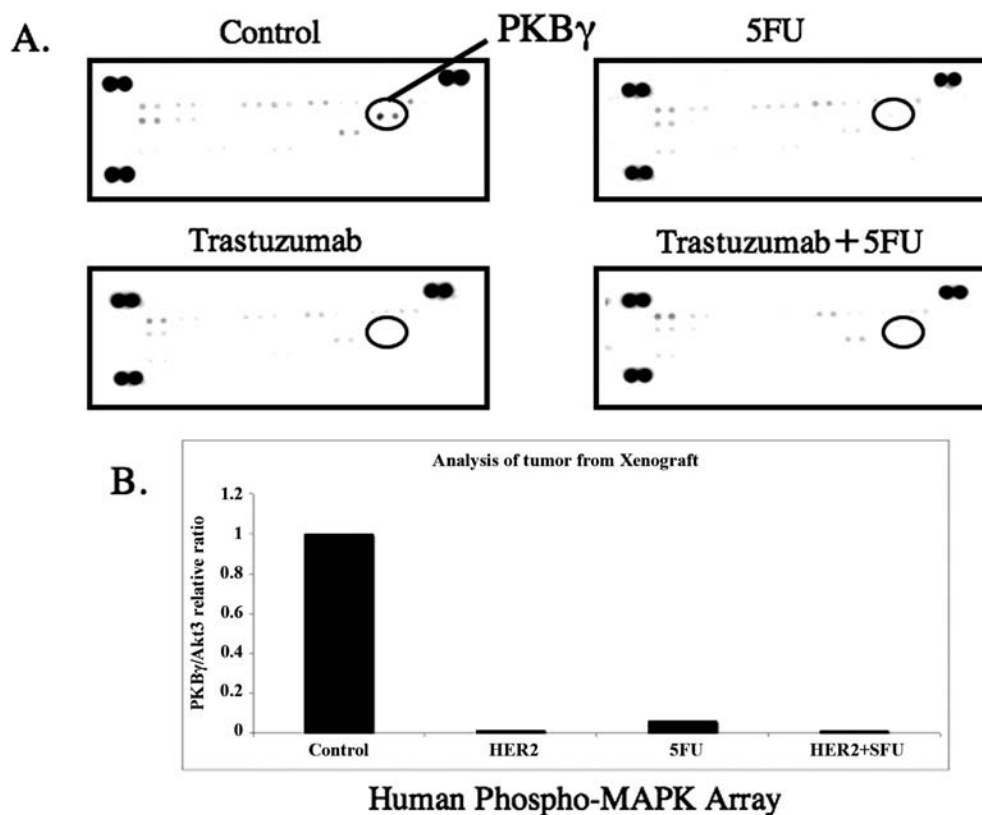 A.
Control
PKBγ
5FU
Trastuzumab
Trastuzumab+5FU
B.
Analysis of tumor from Xenograft
PKBγ/Akt3 relative ratio
1.2
1
0.8
0.6
0.4
0.2
0
Control HER2 5FU HER2+SFU
Human Phospho-MAPK Array